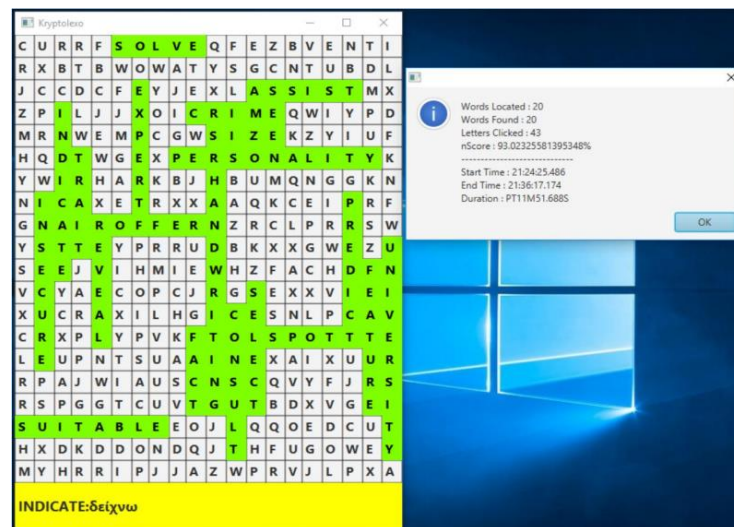 Kryptolexo
C U R R F S O L V E Q F E Z B V E N T I
R X B T B W O W A T Y S G C N T U B D L
J C C D C F E Y J E X L A S S I S T M X
Z P I L J J X O I C R I M E Q W I Y P D
M R N W E M P C G W S I Z E K Z Y I U F
H Q D T W G E X P E R S O N A L I T Y K
Y W I R H A R K B J H B U M Q N G G K N
N I C A X E T R X X A A Q K C E I P R F
G N A I R O F F E R N Z R C L P R R S W
Y S T T E Y P R R U D B K X X G W E Z U
S E E J V I H M I E W H Z F A C H D F N
V C Y A E C O P C J R G S E X X V I E I
X U C R A X I L H G I C E S N L P C A V
C R X P L Y P V K F T O L S P O T T T E
L E U P N T S U A A I N E X A I X U U R
R P A J W I A U S C N S C Q V Y F J R S
R S P G G T C U V T G U T B D X V G E I
S U I T A B L E E O J L Q Q O E D C U T
H X D K D D O N D Q J T H F U G O W E Y
M Y H R R I P J J A Z W P R V J L P X A
INDICATE:δείχνω
Words Located : 20
Words Found : 20
Letters Clicked : 43
nScore : 93.02325581395348%
------------------------------
Start Time : 21:24:25.486
End Time : 21:36:17.174
Duration : PT11M51.688S
OK